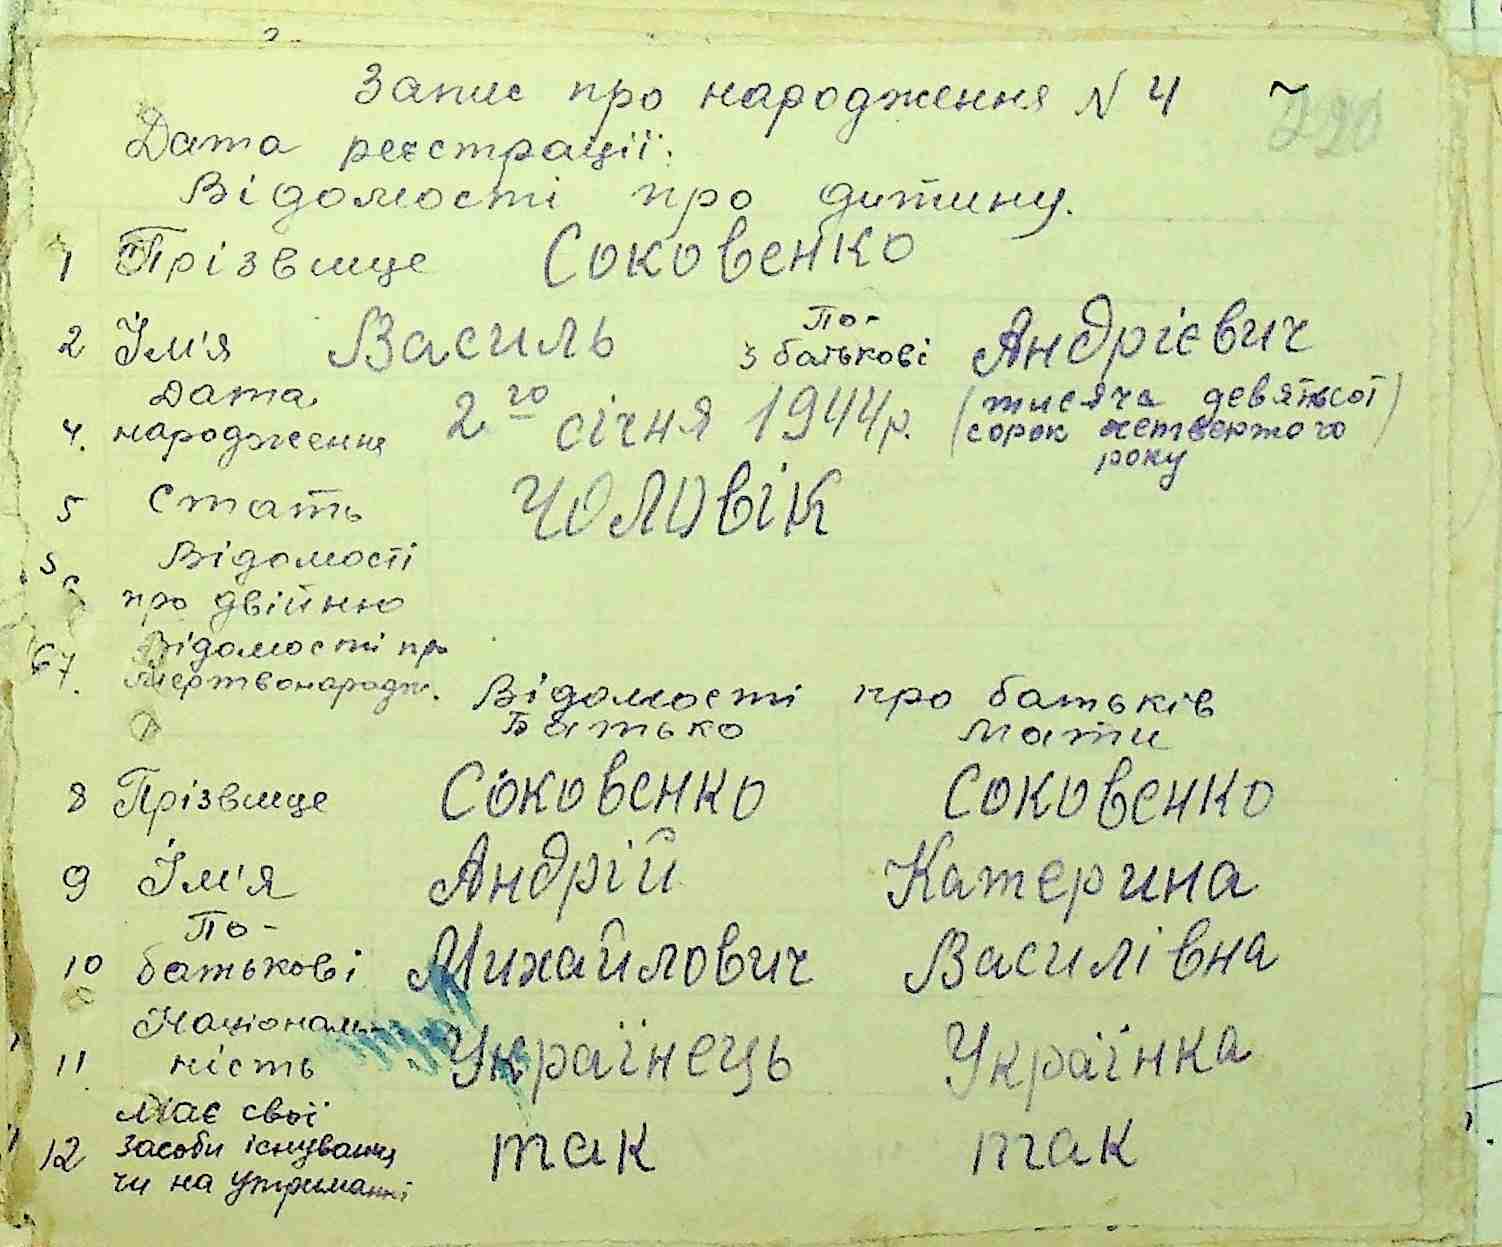 Запис про народження N 4
Дата реєстрації.
Відомості про дитину.
1 Прізвище Соковенко
2 Ім'я Василь 3 По-батькові Андрієвич
4. Дата народження 2го січня 1944р. (тисяча девятьсот сорок четвертого року)
5 Стать Чоловік
Відомості
про двійню
67. Відомості про
мертвонародж.
Відомості про батьків
Батько Мати
8 Прізвище Соковенко Соковенко
9 Ім'я Андрій Катерина
По-
10 батькові Михайлович Василівна
Національ-
11 ність Українець Українка
Має свої
12 засоби існування так так
чи на утриманні